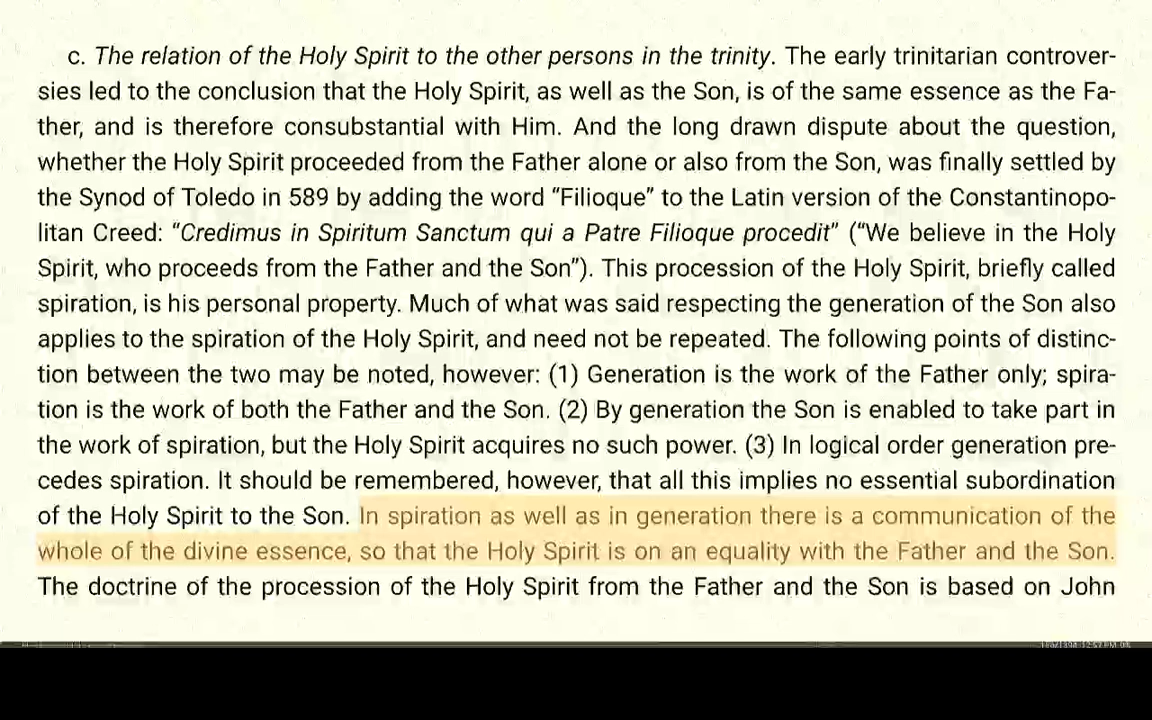 c. The relation of the Holy Spirit to the other persons in the trinity. The early trinitarian controver-
sies led to the conclusion that the Holy Spirit, as well as the Son, is of the same essence as the Fa-
ther, and is therefore consubstantial with Him. And the long drawn dispute about the question,
whether the Holy Spirit proceeded from the Father alone or also from the Son, was finally settled by
the Synod of Toledo in 589 by adding the word “Filioque” to the Latin version of the Constantinopo-
litan Creed: “Credimus in Spiritum Sanctum qui a Patre Filioque procedit” (“We believe in the Holy
Spirit, who proceeds from the Father and the Son”). This procession of the Holy Spirit, briefly called
spiration, is his personal property. Much of what was said respecting the generation of the Son also
applies to the spiration of the Holy Spirit, and need not be repeated. The following points of distinc-
tion between the two may be noted, however: (1) Generation is the work of the Father only; spira-
tion is the work of both the Father and the Son. (2) By generation the Son is enabled to take part in
the work of spiration, but the Holy Spirit acquires no such power. (3) In logical order generation pre-
cedes spiration. It should be remembered, however, that all this implies no essential subordination
of the Holy Spirit to the Son. In spiration as well as in generation there is a communication of the
whole of the divine essence, so that the Holy Spirit is on an equality with the Father and the Son.
The doctrine of the procession of the Holy Spirit from the Father and the Son is based on John